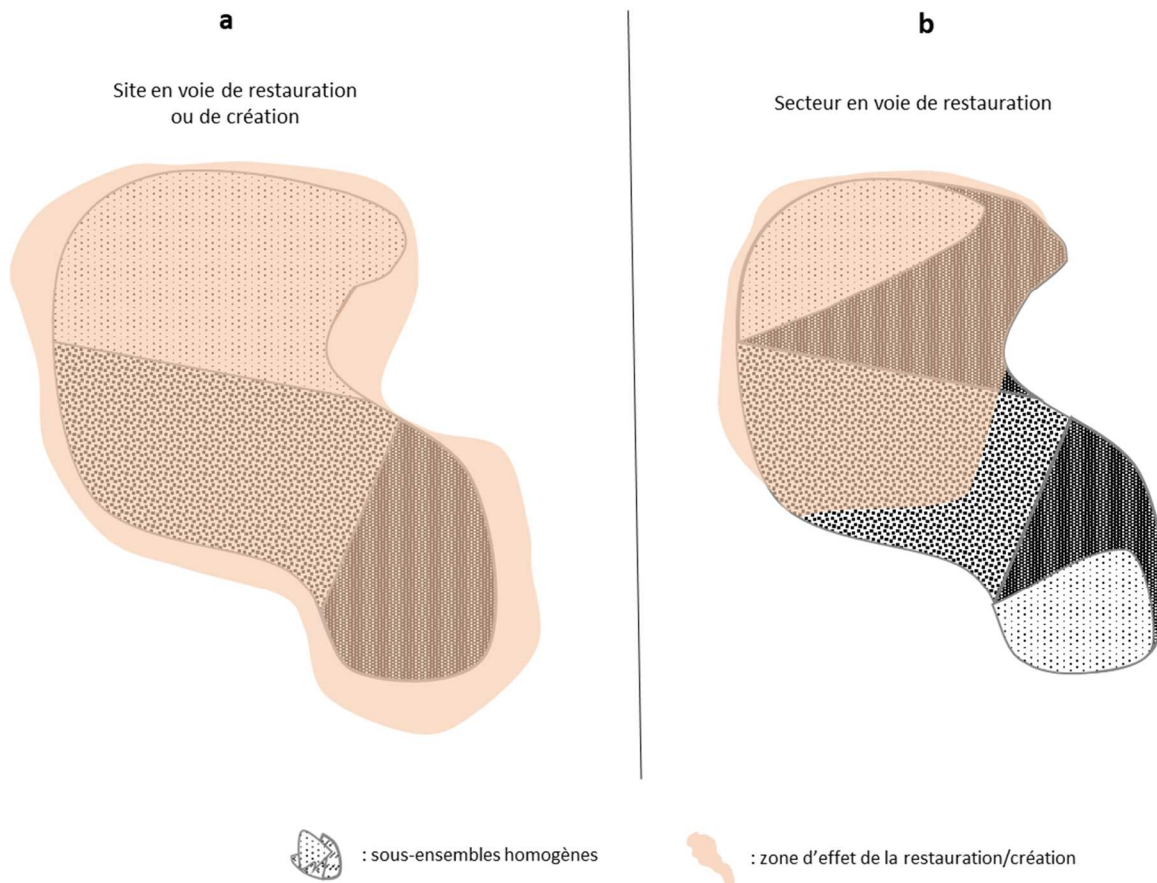 a
Site en voie de restauration
ou de création
b
Secteur en voie de restauration
: sous-ensembles homogènes
: zone d’effet de la restauration/création